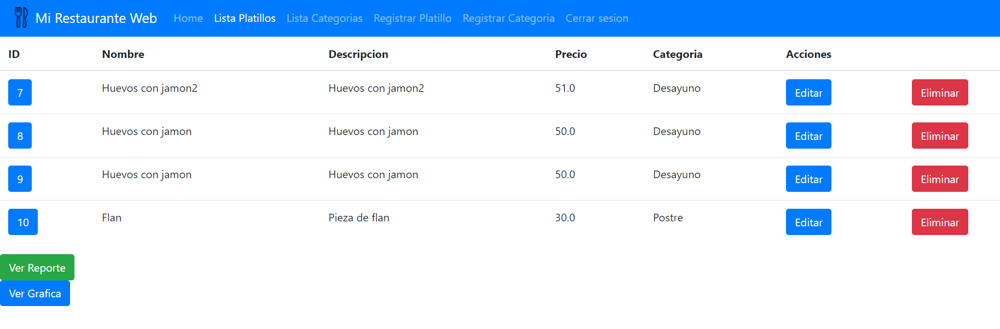 Mi Restaurante Web Home Lista Platillos Lista Categorias Registrar Platillo Registrar Categoria Cerrar sesion
ID Nombre Descripcion Precio Categoria Acciones
7 Huevos con jamon2 Huevos con jamon2 51.0 Desayuno Editar Eliminar
8 Huevos con jamon Huevos con jamon 50.0 Desayuno Editar Eliminar
9 Huevos con jamon Huevos con jamon 50.0 Desayuno Editar Eliminar
10 Flan Pieza de flan 30.0 Postre Editar Eliminar
Ver Reporte
Ver Grafica